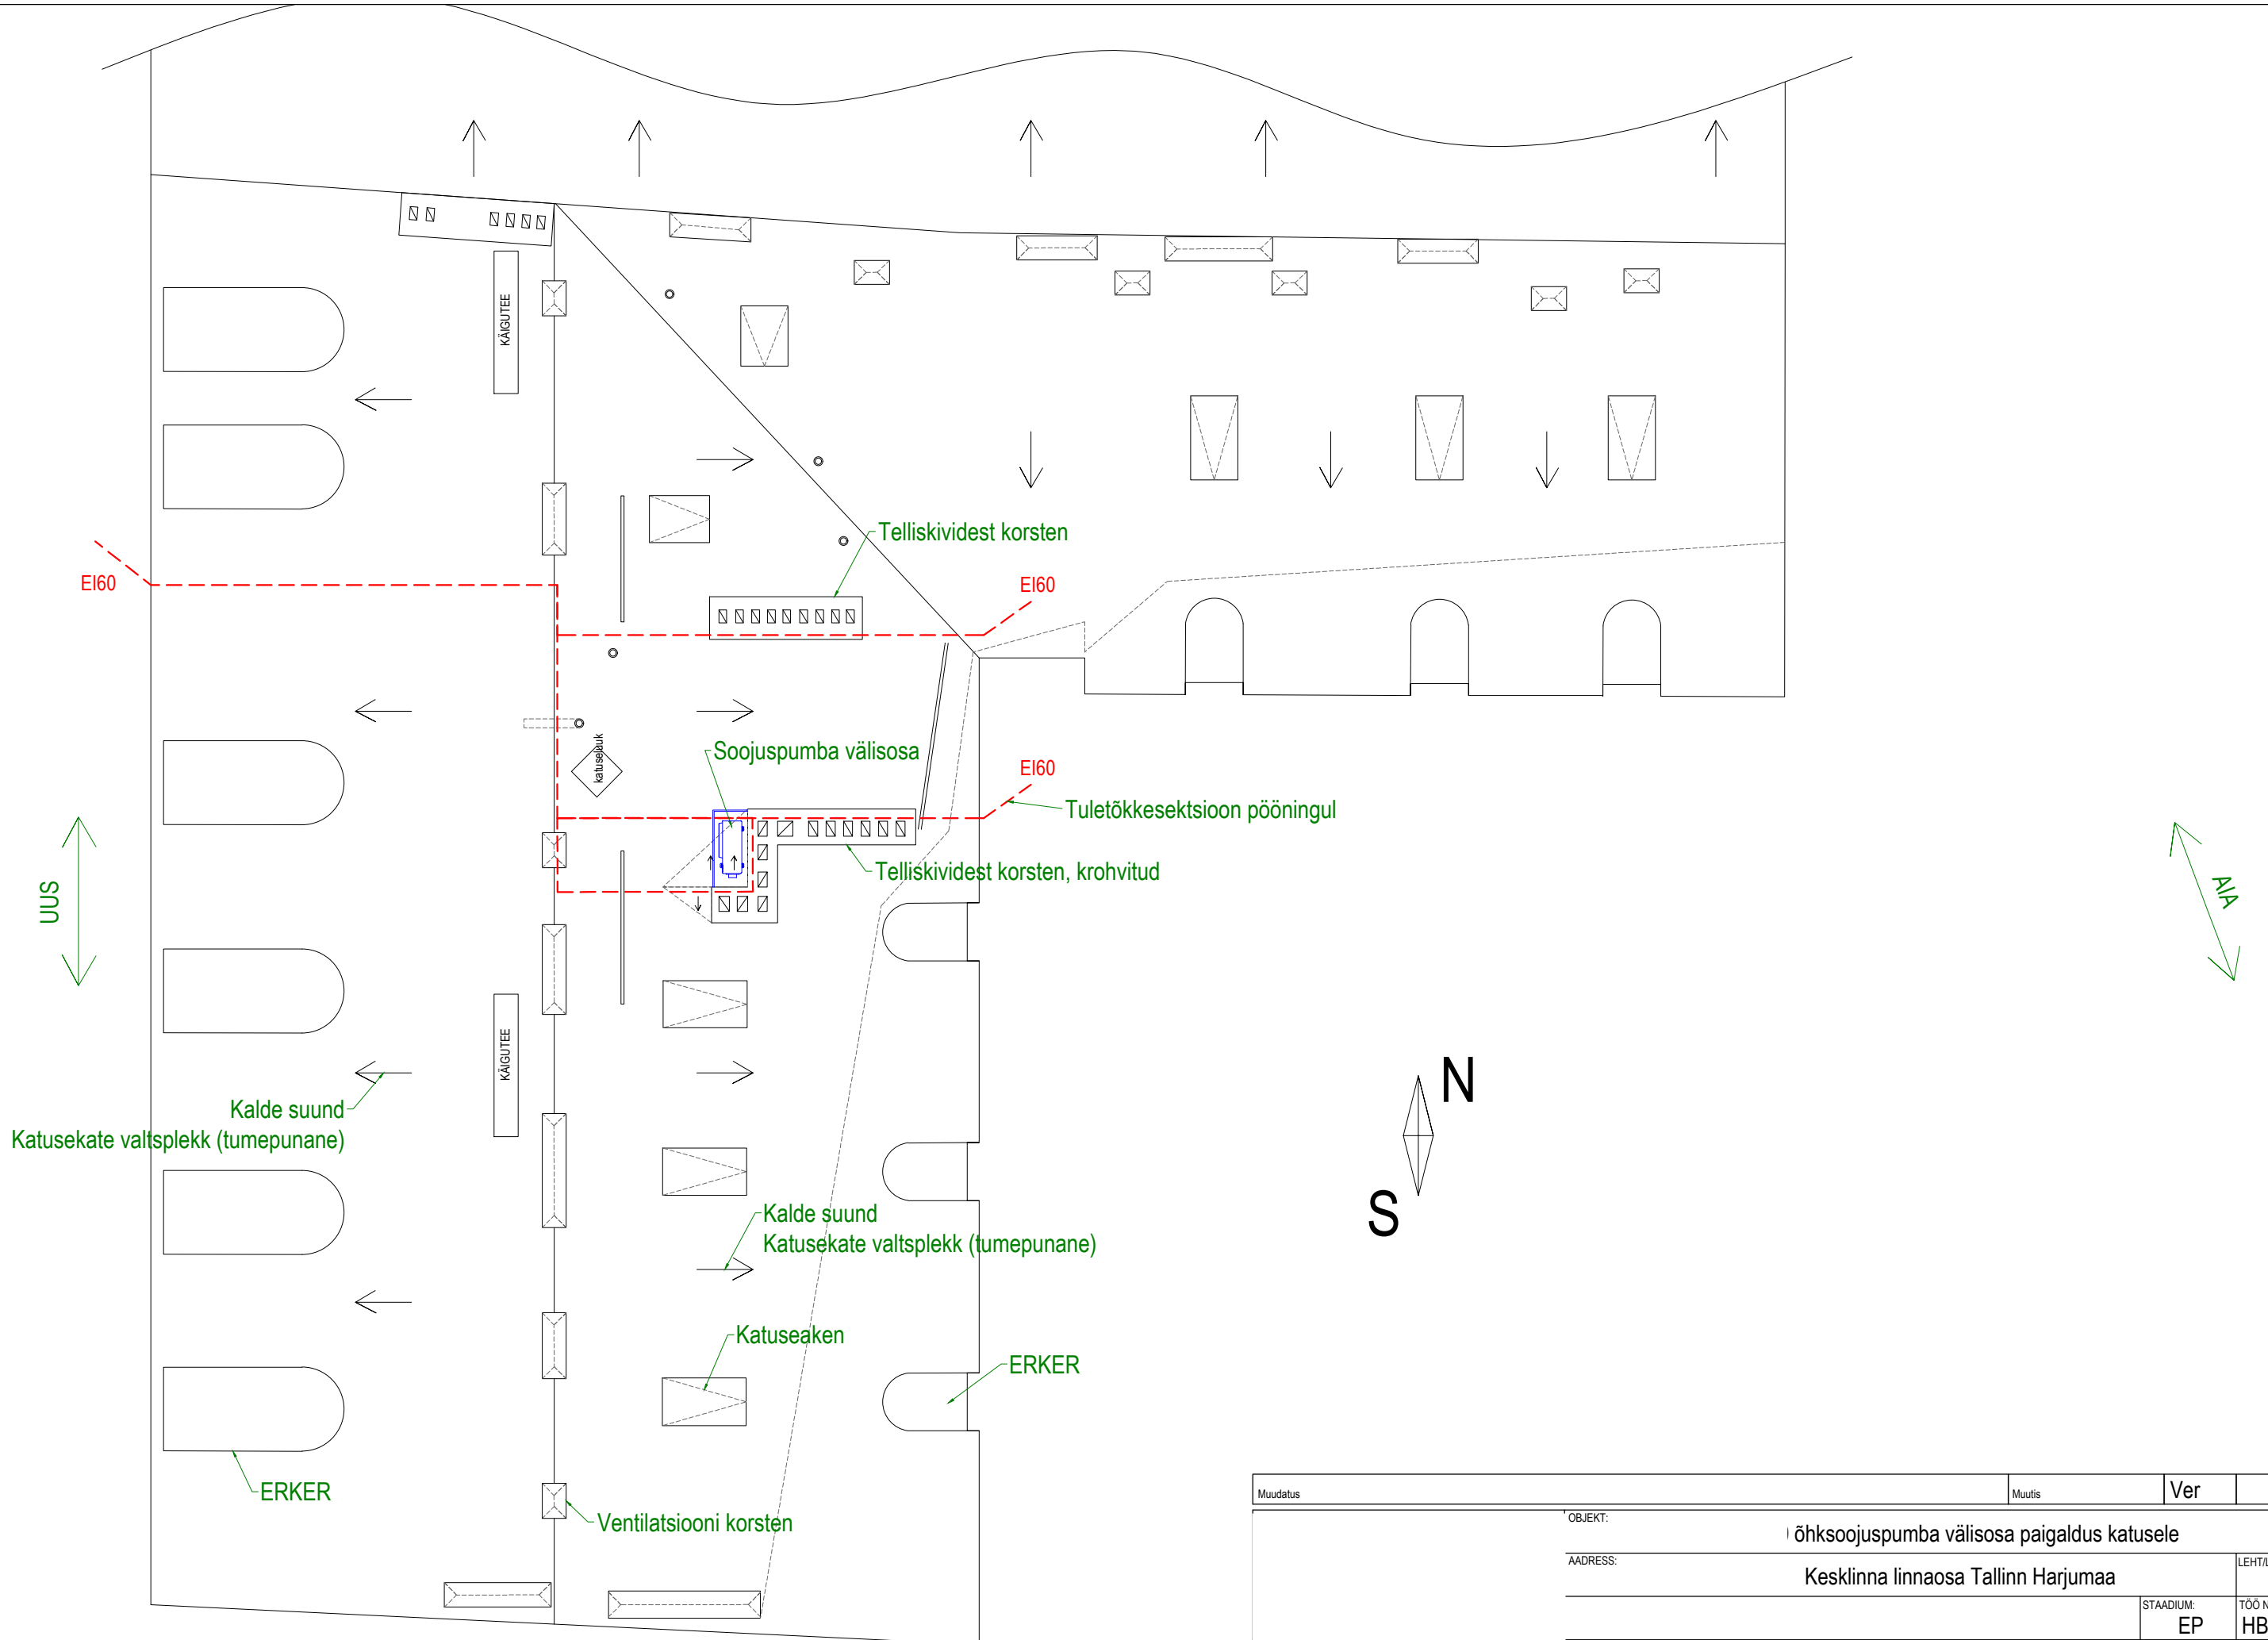 KÄIGUTEE
Telliskividest korsten
EI60
EI60
katuseluuk
Soojuspumba välisosa
EI60
Tuletõkkesektsioon pööningul
Telliskividest korsten, krohvitud
UUS
AIA
KÄIGUTEE
N
S
Kalde suund
Katusekate valtsplekk (tumepunane)
Kalde suund
Katusekate valtsplekk (tumepunane)
Katuseaken
ERKER
ERKER
Ventilatsiooni korsten
Muudatus Muutis Ver
OBJEKT:
õhksoojuspumba välisosa paigaldus katusele
AADRESS:
Kesklinna linnaosa Tallinn Harjumaa
STAADIUM:
EP
HB